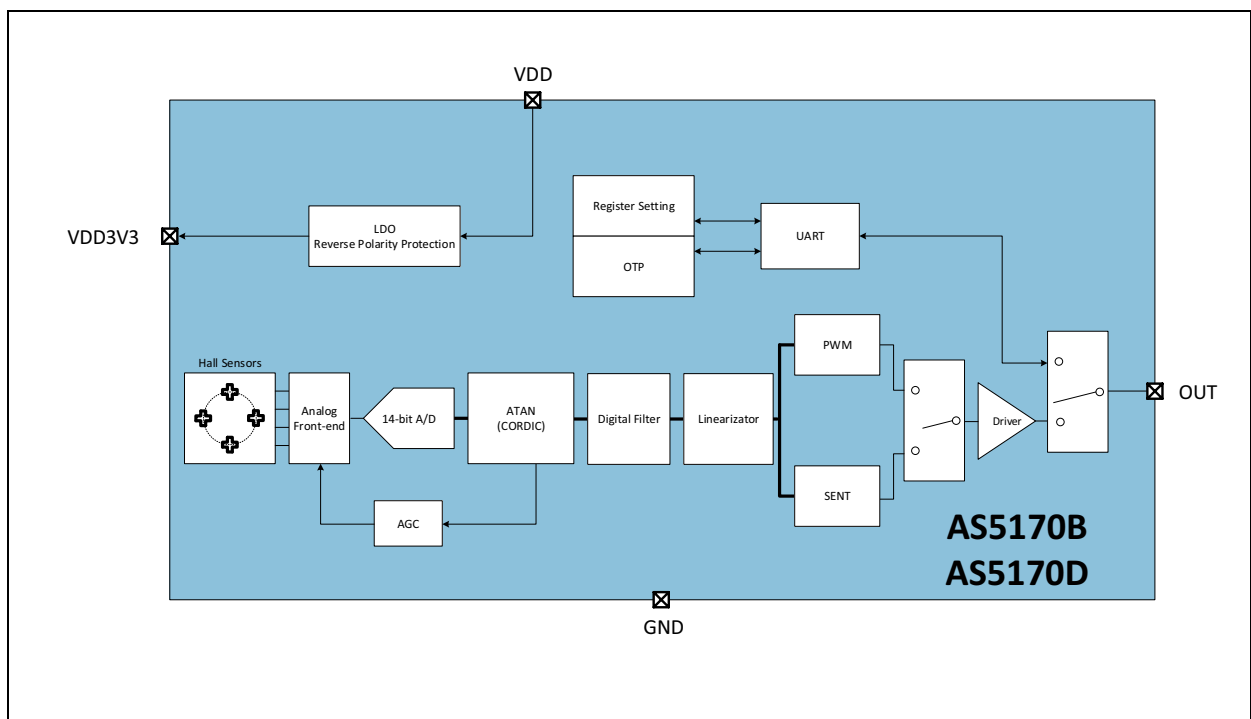 VDD
VDD3V3
LDO
Reverse Polarity Protection
Register Setting
OTP
UART
Hall Sensors
Analog
Front-end
14-bit A/D
ATAN
(CORDIC)
Digital Filter
Linearizator
PWM
SENT
Driver
OUT
AGC
AS5170B
AS5170D
GND